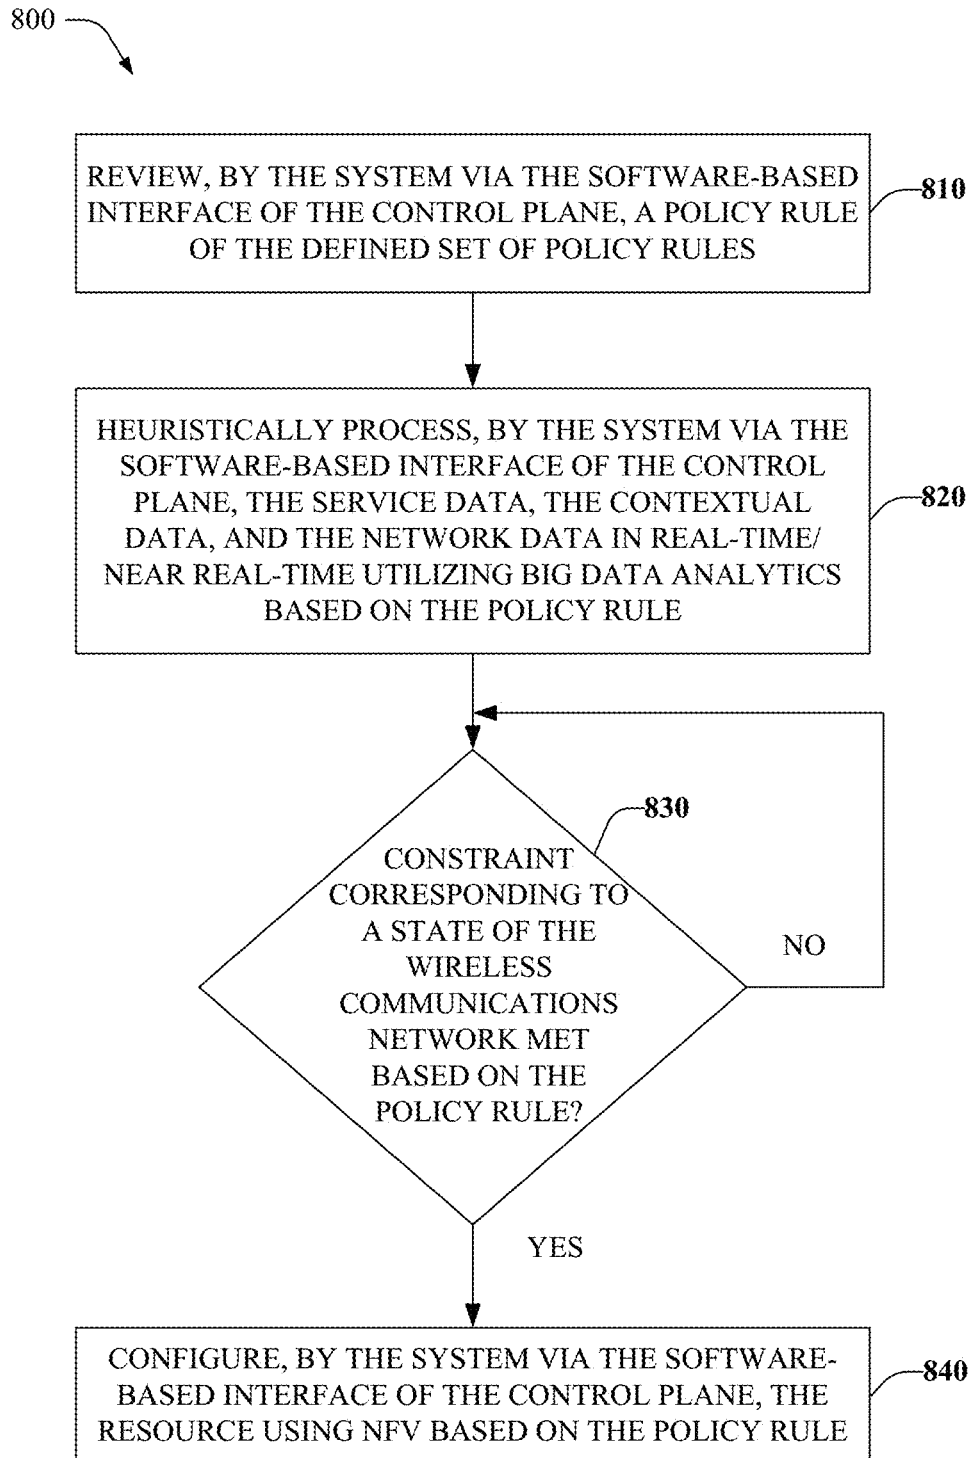 800
REVIEW, BY THE SYSTEM VIA THE SOFTWARE-BASED
INTERFACE OF THE CONTROL PLANE, A POLICY RULE
OF THE DEFINED SET OF POLICY RULES
810
HEURISTICALLY PROCESS, BY THE SYSTEM VIA THE
SOFTWARE-BASED INTERFACE OF THE CONTROL
PLANE, THE SERVICE DATA, THE CONTEXTUAL
DATA, AND THE NETWORK DATA IN REAL-TIME/
NEAR REAL-TIME UTILIZING BIG DATA ANALYTICS
BASED ON THE POLICY RULE
820
830
CONSTRAINT
CORRESPONDING TO
A STATE OF THE
WIRELESS
COMMUNICATIONS
NETWORK MET
BASED ON THE
POLICY RULE?
NO
YES
CONFIGURE, BY THE SYSTEM VIA THE SOFTWARE-
BASED INTERFACE OF THE CONTROL PLANE, THE
RESOURCE USING NFV BASED ON THE POLICY RULE
840